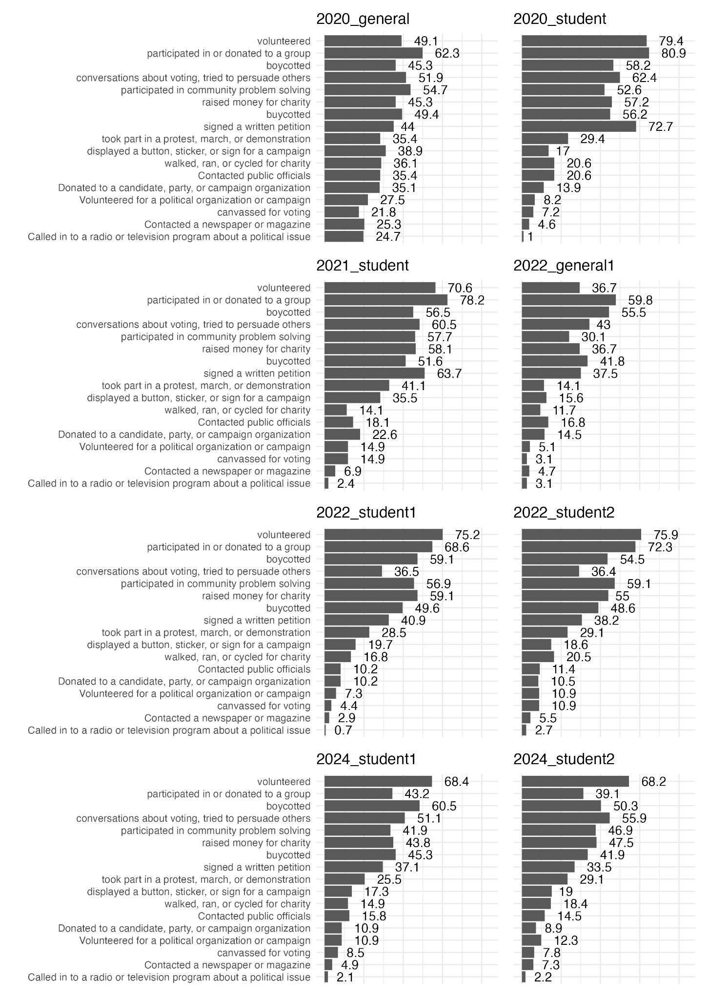 2020_general 2020_student
volunteered 49.1 79.4
participated in or donated to a group 62.3 80.9
boycotted 45.3 58.2
conversations about voting, tried to persuade others 51.9 62.4
participated in community problem solving 54.7 52.6
raised money for charity 45.3 57.2
buycotted 49.4 56.2
signed a written petition 44 72.7
took part in a protest, march, or demonstration 35.4 29.4
displayed a button, sticker, or sign for a campaign 38.9 17
walked, ran, or cycled for charity 36.1 20.6
Contacted public officials 35.4 20.6
Donated to a candidate, party, or campaign organization 35.1 13.9
Volunteered for a political organization or campaign 27.5 8.2
canvassed for voting 21.8 7.2
Contacted a newspaper or magazine 25.3 4.6
Called in to a radio or television program about a political issue 24.7 1
2021_student 2022_general1
volunteered 70.6 36.7
participated in or donated to a group 78.2 59.8
boycotted 56.5 55.5
conversations about voting, tried to persuade others 60.5 43
participated in community problem solving 57.7 30.1
raised money for charity 58.1 36.7
buycotted 51.6 41.8
signed a written petition 63.7 37.5
took part in a protest, march, or demonstration 41.1 14.1
displayed a button, sticker, or sign for a campaign 35.5 15.6
walked, ran, or cycled for charity 14.1 11.7
Contacted public officials 18.1 16.8
Donated to a candidate, party, or campaign organization 22.6 14.5
Volunteered for a political organization or campaign 14.9 5.1
canvassed for voting 14.9 3.1
Contacted a newspaper or magazine 6.9 4.7
Called in to a radio or television program about a political issue 2.4 3.1
2022_student1 2022_student2
volunteered 75.2 75.9
participated in or donated to a group 68.6 72.3
boycotted 59.1 54.5
conversations about voting, tried to persuade others 36.5 36.4
participated in community problem solving 56.9 59.1
raised money for charity 59.1 55
buycotted 49.6 48.6
signed a written petition 40.9 38.2
took part in a protest, march, or demonstration 28.5 29.1
displayed a button, sticker, or sign for a campaign 19.7 18.6
walked, ran, or cycled for charity 16.8 20.5
Contacted public officials 10.2 11.4
Donated to a candidate, party, or campaign organization 10.2 10.5
Volunteered for a political organization or campaign 7.3 10.9
canvassed for voting 4.4 10.9
Contacted a newspaper or magazine 2.9 5.5
Called in to a radio or television program about a political issue 0.7 2.7
2024_student1 2024_student2
volunteered 68.4 68.2
participated in or donated to a group 43.2 39.1
boycotted 60.5 50.3
conversations about voting, tried to persuade others 51.1 55.9
participated in community problem solving 41.9 46.9
raised money for charity 43.8 47.5
buycotted 45.3 41.9
signed a written petition 37.1 33.5
took part in a protest, march, or demonstration 25.5 29.1
displayed a button, sticker, or sign for a campaign 17.3 19
walked, ran, or cycled for charity 14.9 18.4
Contacted public officials 15.8 14.5
Donated to a candidate, party, or campaign organization 10.9 8.9
Volunteered for a political organization or campaign 10.9 12.3
canvassed for voting 8.5 7.8
Contacted a newspaper or magazine 4.9 7.3
Called in to a radio or television program about a political issue 2.1 2.2